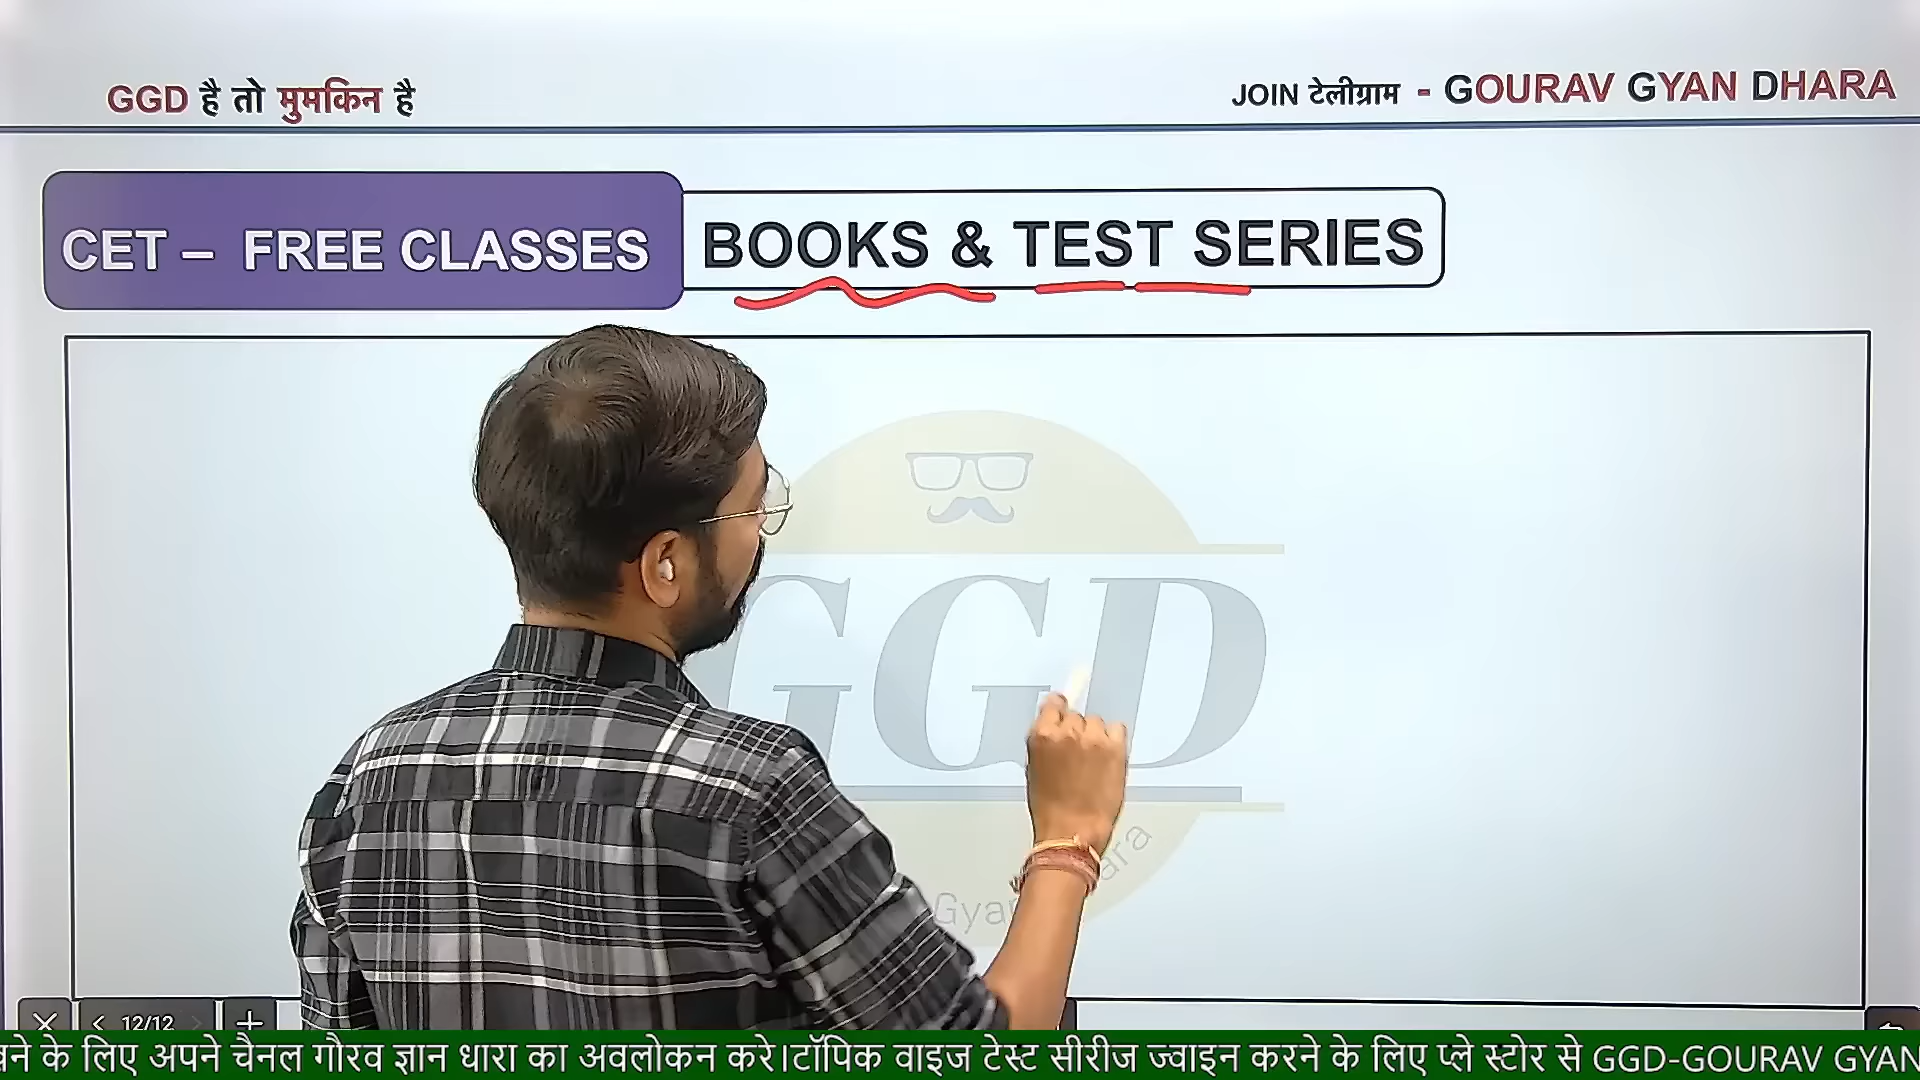 GGD है तो मुमकिन है
JOIN टेलीग्राम - GOURAV GYAN DHARA
CET – FREE CLASSES
BOOKS & TEST SERIES
GGD
12/12
के लिए अपने चैनल गौरव ज्ञान धारा का अवलोकन करे।टॉपिक वाइज टेस्ट सीरीज ज्वाइन करने के लिए प्ले स्टोर से GGD-GOURAV GYAN